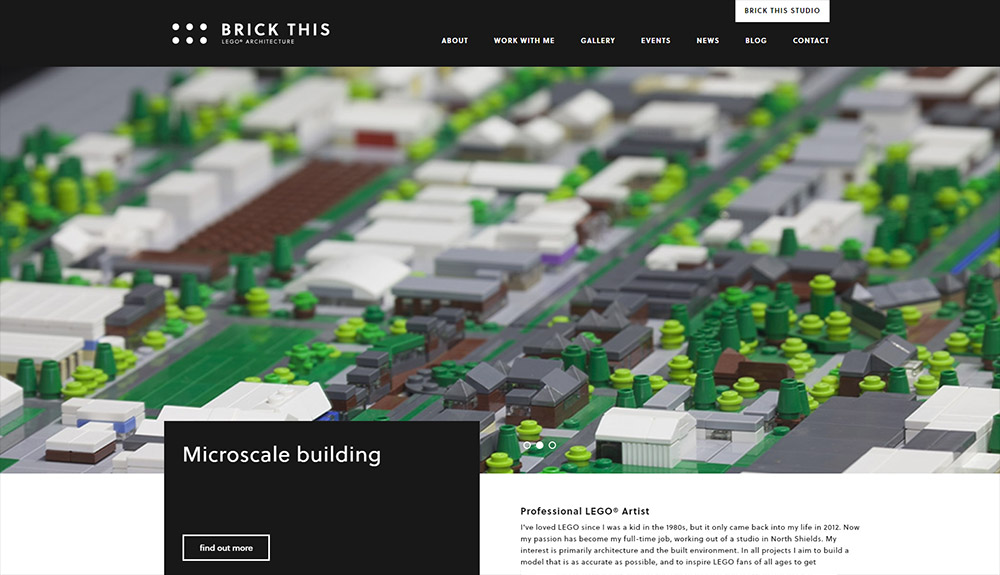 BRICK THIS STUDIO
BRICK THIS
LEGO® ARCHITECTURE
ABOUT WORK WITH ME GALLERY EVENTS NEWS BLOG CONTACT
Microscale building
find out more
Professional LEGO® Artist
I've loved LEGO since I was a kid in the 1980s, but it only came back into my life in 2012. Now
my passion has become my full-time job, working out of a studio in North Shields. My
interest is primarily architecture and the built environment. In all projects I aim to build a
model that is as accurate as possible, and to inspire LEGO fans of all ages to get